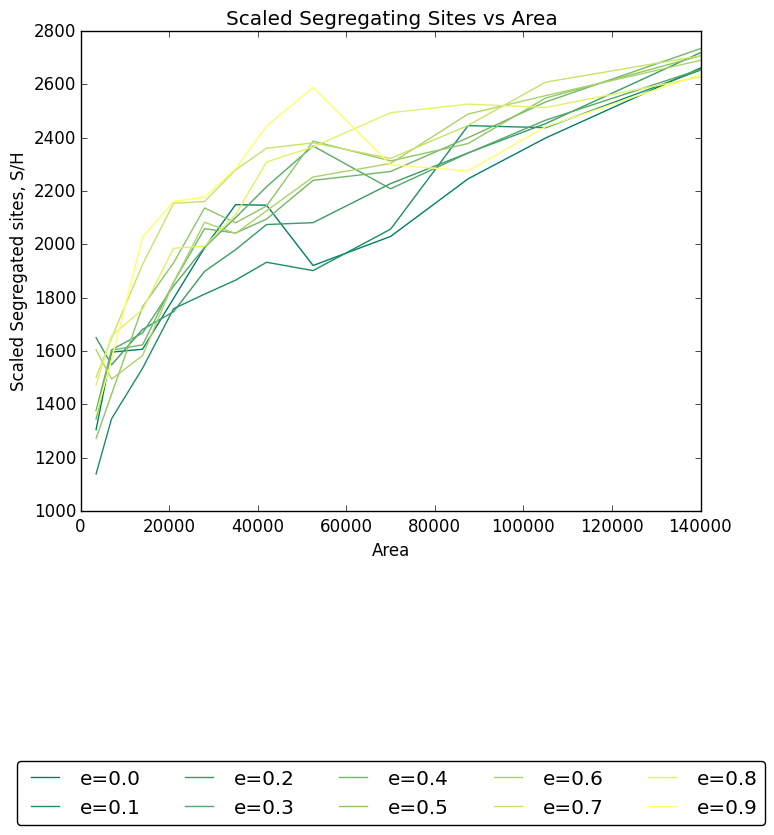 Scaled Segregating Sites vs Area
2800
2600
2400
2200
2000
1800
1600
1400
1200
1000
Scaled Segregated sites, S/H
0 20000 40000 60000 80000 100000 120000 140000
Area
e=0.0 e=0.2 e=0.4 e=0.6 e=0.8
e=0.1 e=0.3 e=0.5 e=0.7 e=0.9